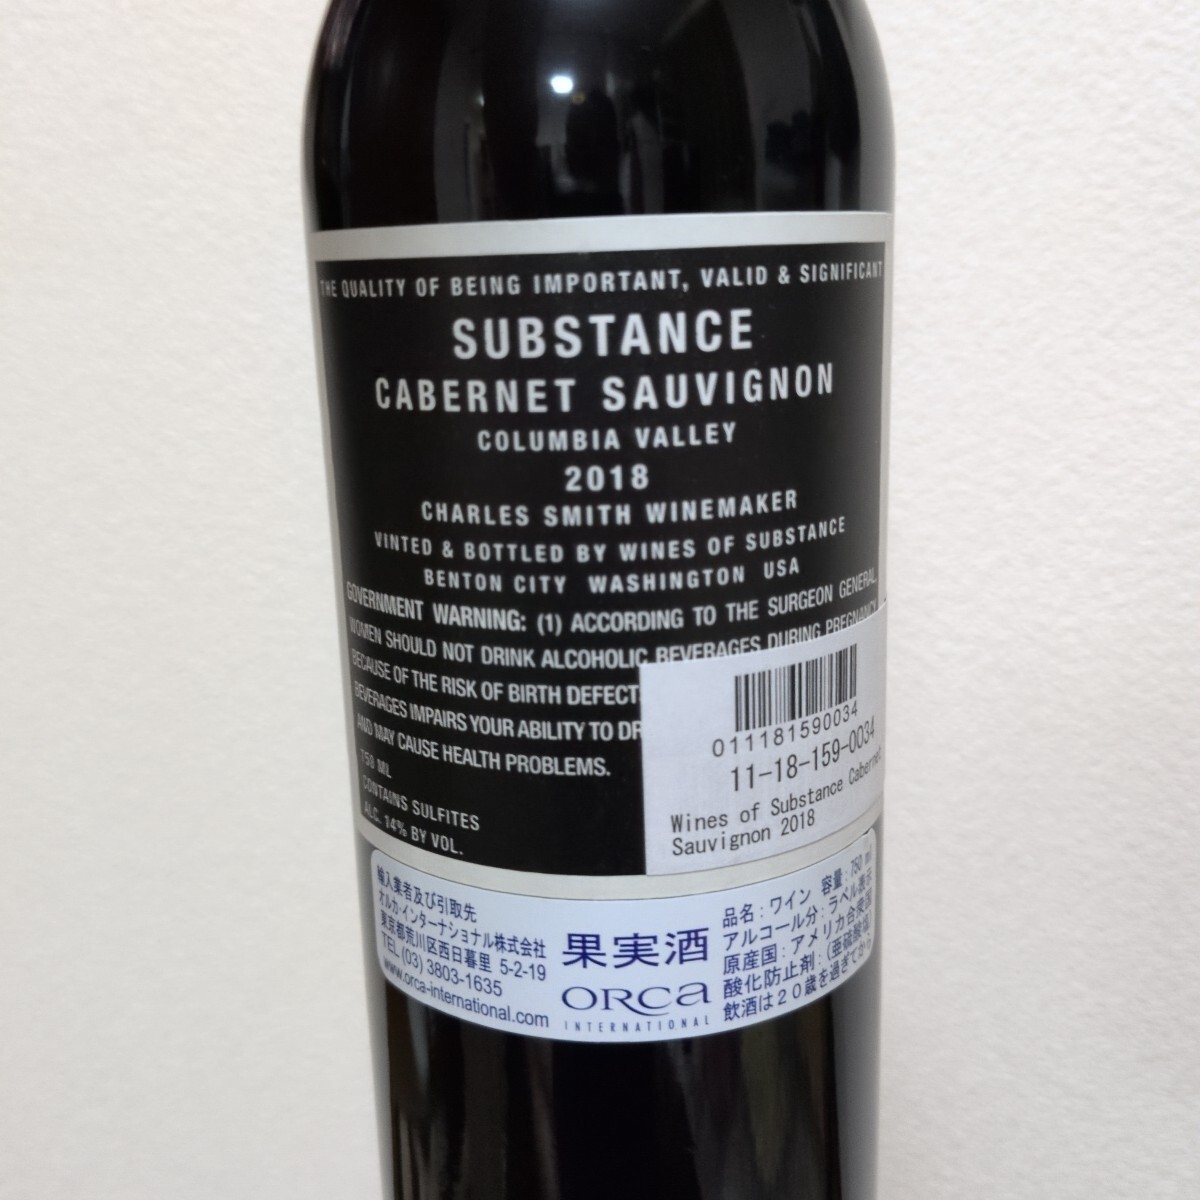 THE QUALITY OF BEING IMPORTANT, VALID & SIGNIFICANT
SUBSTANCE
CABERNET SAUVIGNON
COLUMBIA VALLEY
2018
CHARLES SMITH WINEMAKER
VINTED & BOTTLED BY WINES OF SUBSTANCE
BENTON CITY WASHINGTON USA
GOVERNMENT WARNING: (1) ACCORDING TO THE SURGEON GENERAL,
WOMEN SHOULD NOT DRINK ALCOHOLIC BEVERAGES DURING PREGNANCY
BECAUSE OF THE RISK OF BIRTH DEFECT
BEVERAGES IMPAIRS YOUR ABILITY TO DR
AND MAY CAUSE HEALTH PROBLEMS.
750 ML
CONTAINS SULFITES
ALC. 14% BY VOL.
011181590034
11-18-159-0034
Wines of Substance Cabernet
Sauvignon 2018
輸入業者及び引取先
オルカ・インターナショナル株式会社
東京都荒川区西日暮里 5-2-19
TEL (03) 3803-1635
www.orca-international.com
果実酒
ORCA
INTERNATIONAL
品名：ワイン 容量：750 ml
アルコール分：ラベル表示
原産国：アメリカ合衆国
酸化防止剤：(亜硫酸塩)
飲酒は２０歳を過ぎてから